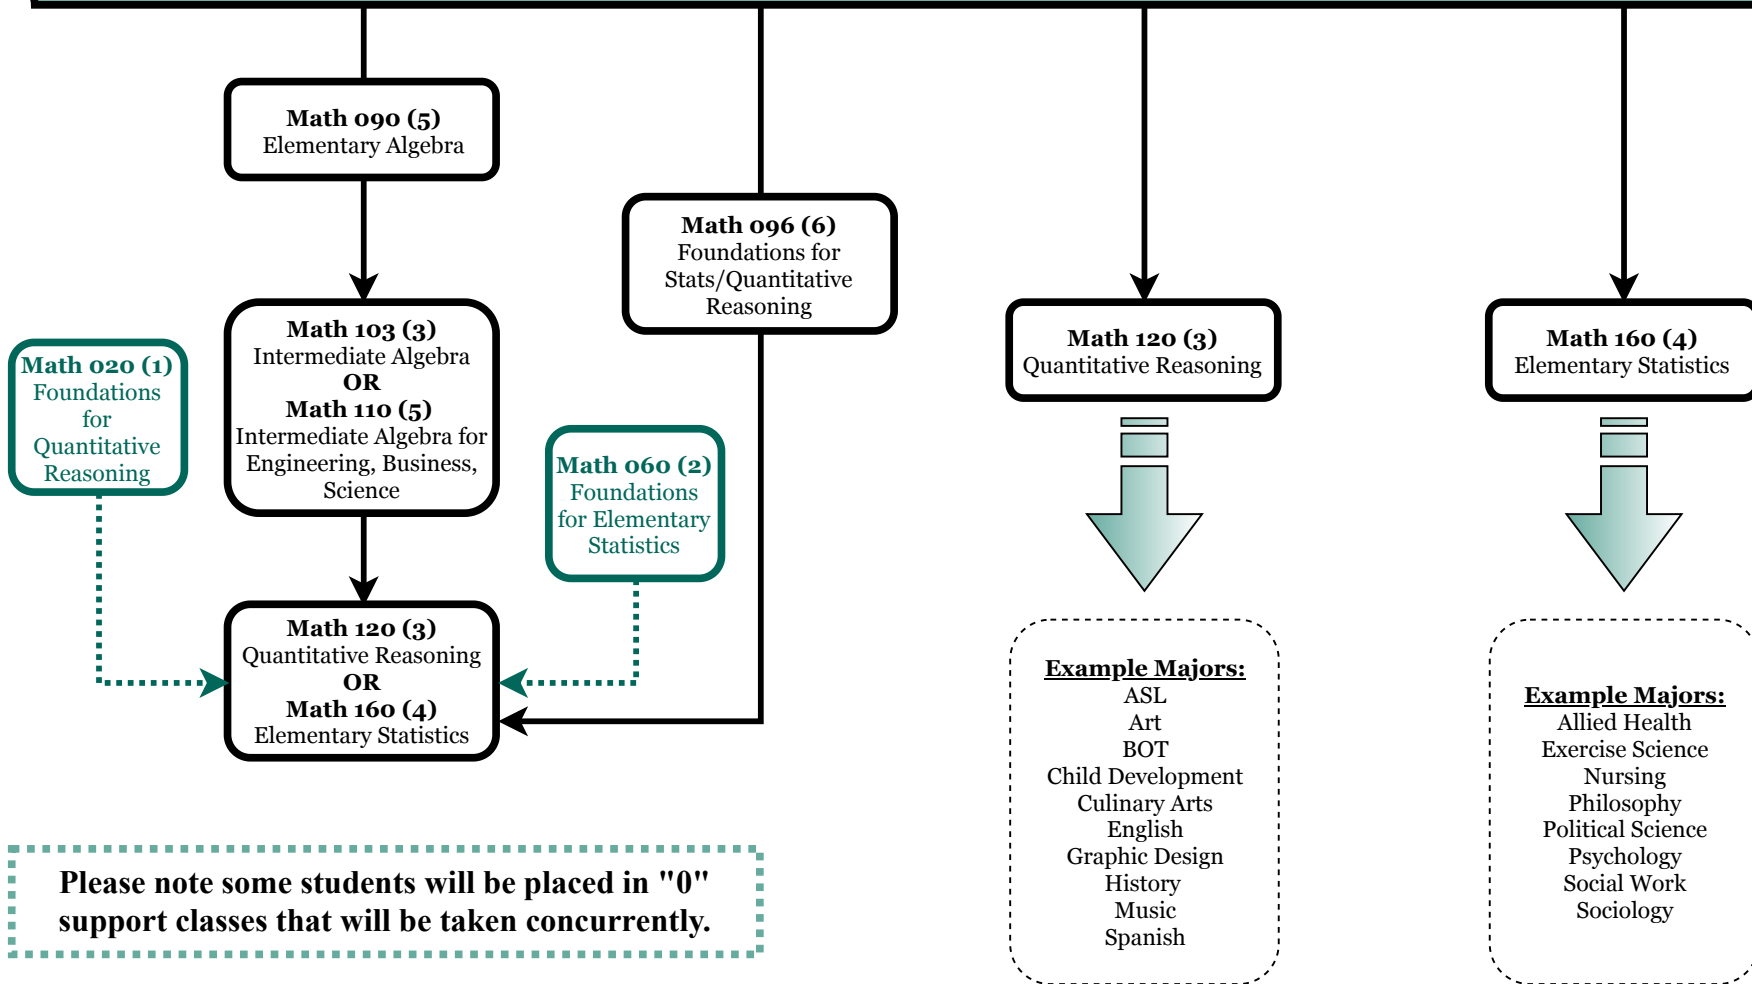 Math 090 (5)
Elementary Algebra
Math 096 (6)
Foundations for
Stats/Quantitative
Reasoning
Math 020 (1)
Foundations
for
Quantitative
Reasoning
Math 103 (3)
Intermediate Algebra
OR
Math 110 (5)
Intermediate Algebra for
Engineering, Business,
Science
Math 060 (2)
Foundations
for Elementary
Statistics
Math 120 (3)
Quantitative Reasoning
OR
Math 160 (4)
Elementary Statistics
Math 120 (3)
Quantitative Reasoning
Example Majors:
ASL
Art
BOT
Child Development
Culinary Arts
English
Graphic Design
History
Music
Spanish
Math 160 (4)
Elementary Statistics
Example Majors:
Allied Health
Exercise Science
Nursing
Philosophy
Political Science
Psychology
Social Work
Sociology
Please note some students will be placed in "0"
support classes that will be taken concurrently.